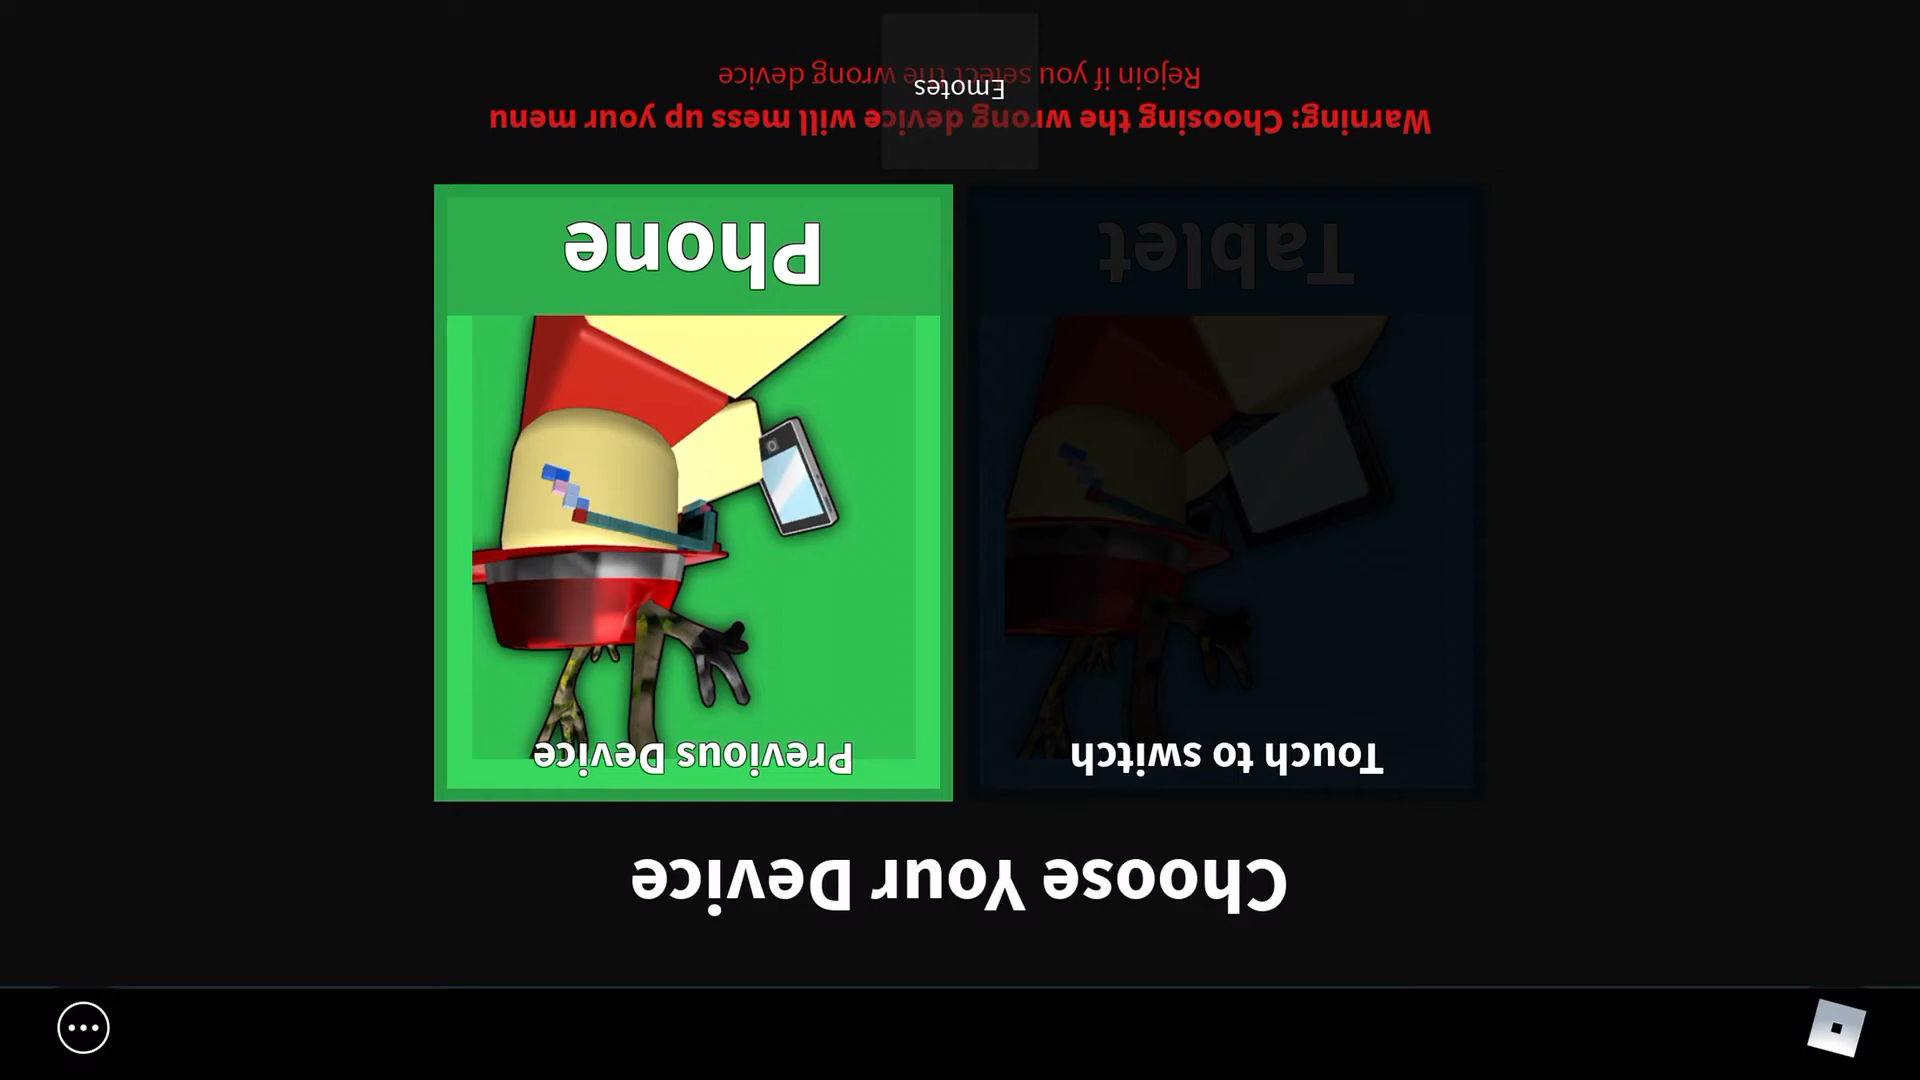 Choose Your Device
Touch to switch
Previous Device
Tablet
Phone
Warning: Choosing the wrong device will mess up your menu
Emotes
Rejoin if you select the wrong device